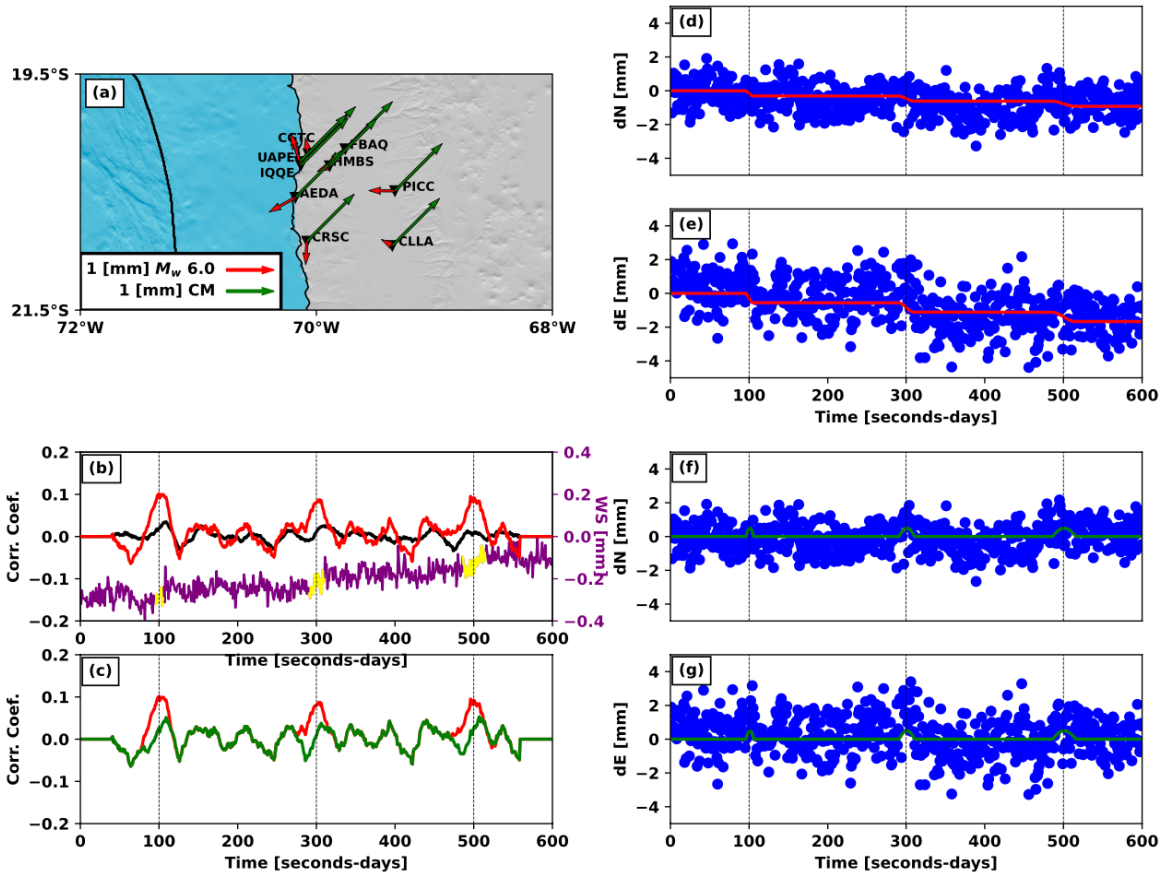 19.5°S
(a)
CGTC
UAPE
FBAQ
IQQE
HMBS
PICC
AEDA
CRSC
CLLA
1 [mm] Mw 6.0
1 [mm] CM
21.5°S
72°W
70°W
68°W
(b)
0.2
0.1
0.0
−0.1
−0.2
Corr. Coef.
0.4
0.2
0.0
−0.2
−0.4
WS [mm]
0
100
200
300
400
500
600
Time [seconds-days]
(c)
0.2
0.1
0.0
−0.1
−0.2
Corr. Coef.
0
100
200
300
400
500
600
Time [seconds-days]
(d)
4
2
0
−2
−4
dN [mm]
(e)
4
2
0
−2
−4
dE [mm]
0
100
200
300
400
500
600
Time [seconds-days]
(f)
4
2
0
−2
−4
dN [mm]
(g)
4
2
0
−2
−4
dE [mm]
0
100
200
300
400
500
600
Time [seconds-days]